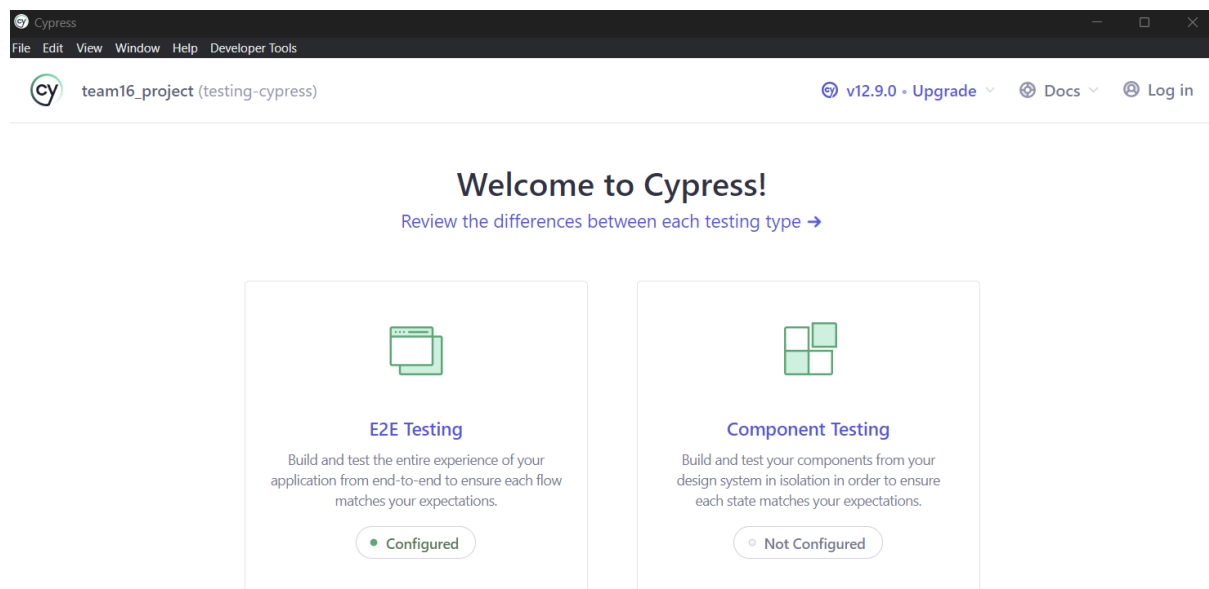 Cypress
File Edit View Window Help Developer Tools
cy team16_project (testing-cypress) v12.9.0 • Upgrade Docs Log in
Welcome to Cypress!
Review the differences between each testing type →
E2E Testing
Build and test the entire experience of your
application from end-to-end to ensure each flow
matches your expectations.
Configured
Component Testing
Build and test your components from your
design system in isolation in order to ensure
each state matches your expectations.
Not Configured